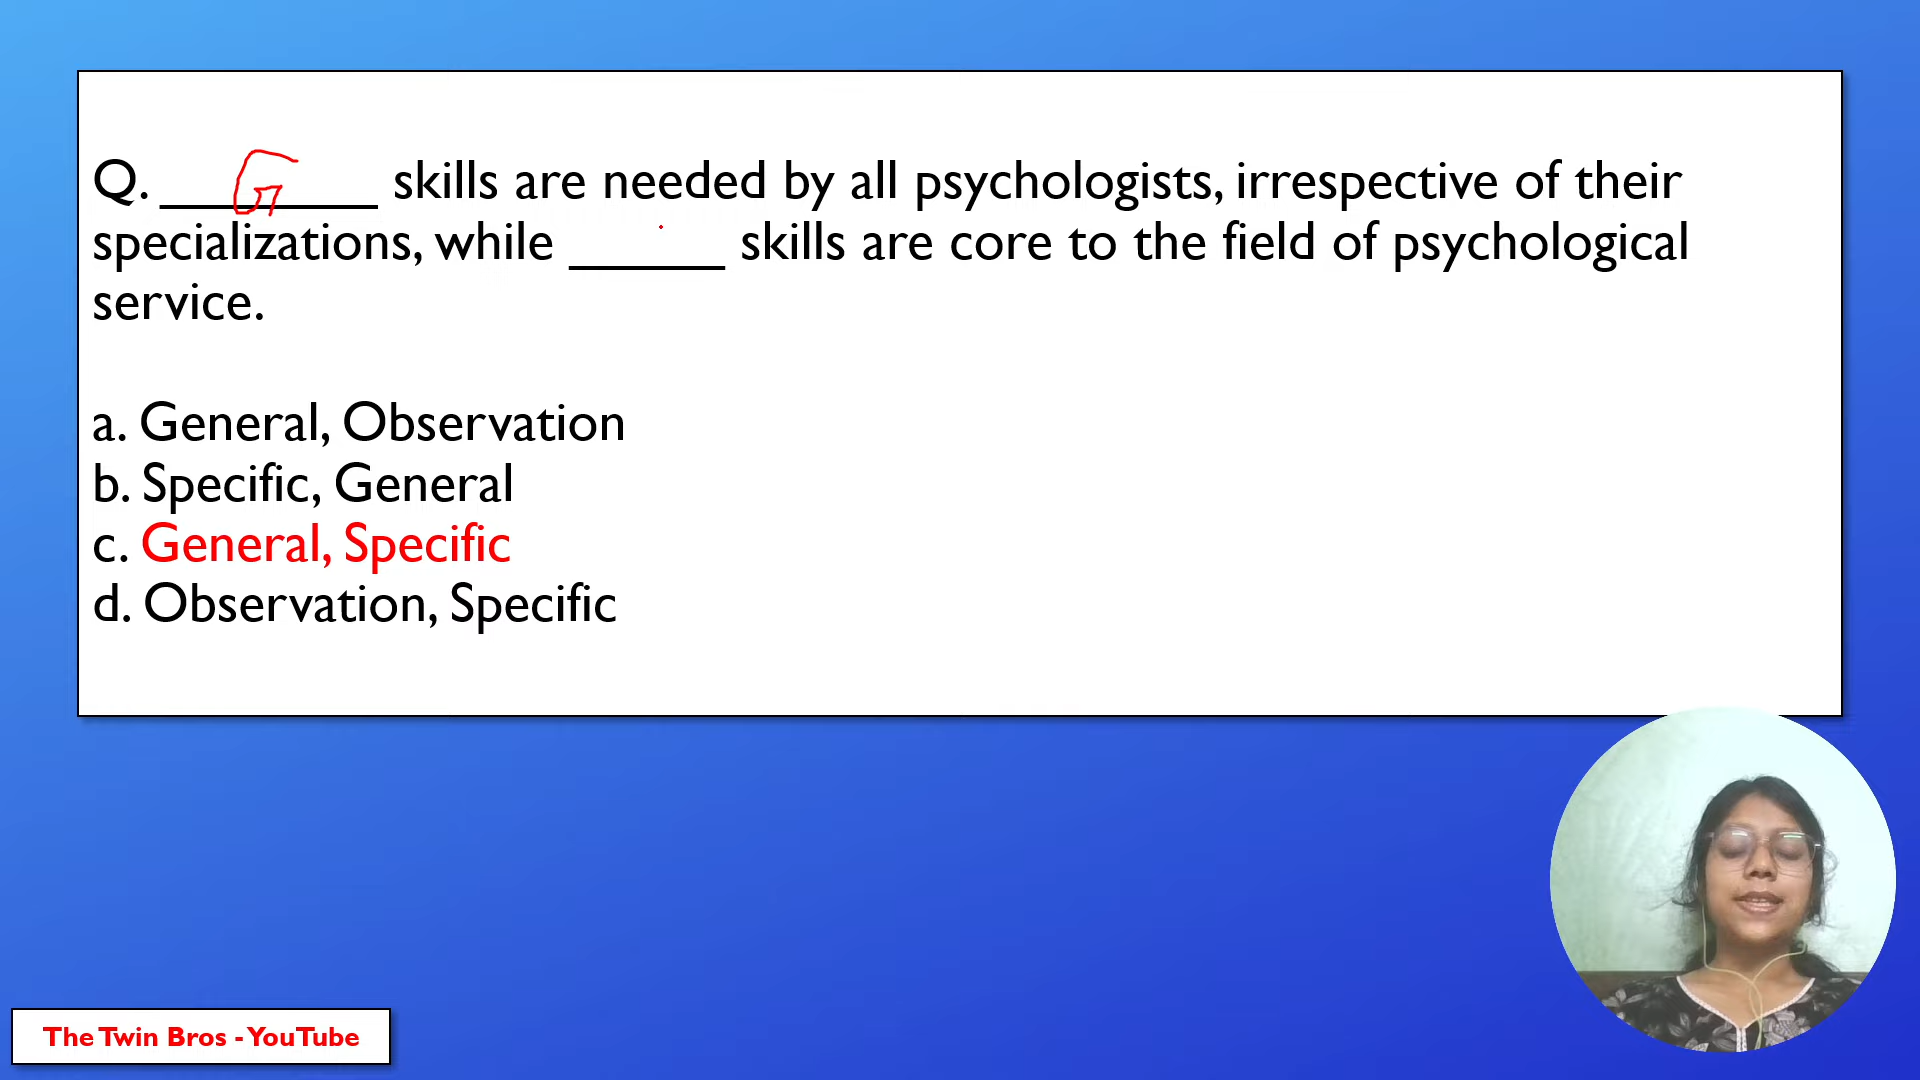 Q. ________ skills are needed by all psychologists, irrespective of their
G
specializations, while ______ skills are core to the field of psychological
service.
a. General, Observation
b. Specific, General
c. General, Specific
d. Observation, Specific
The Twin Bros - YouTube